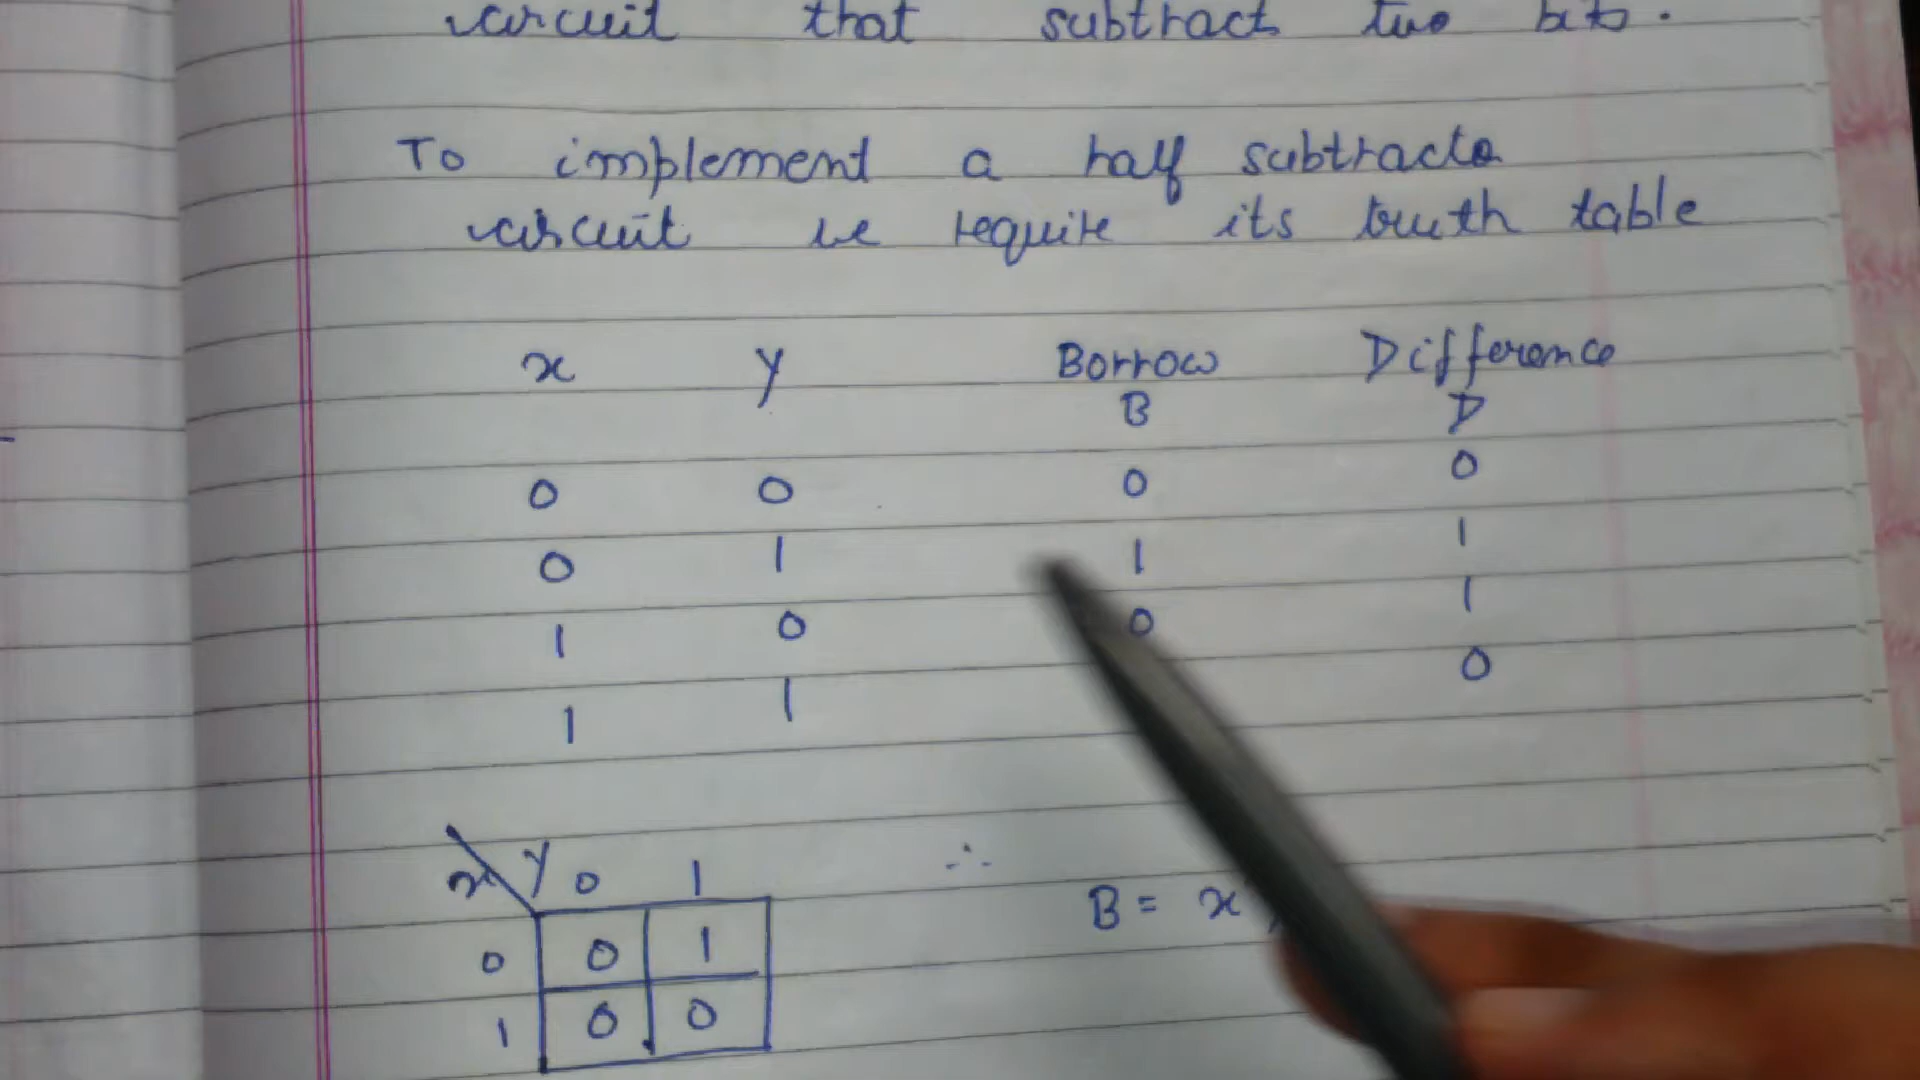 circuit that subtract two bits.
To implement a half subtracto
circuit we require its truth table
x y Borrow Difference
B D
0 0 0 0
0 1 1 1
1 0 0 1
1 1 0
x y 0 1
∴ B = x
0 0 1
1 0 0